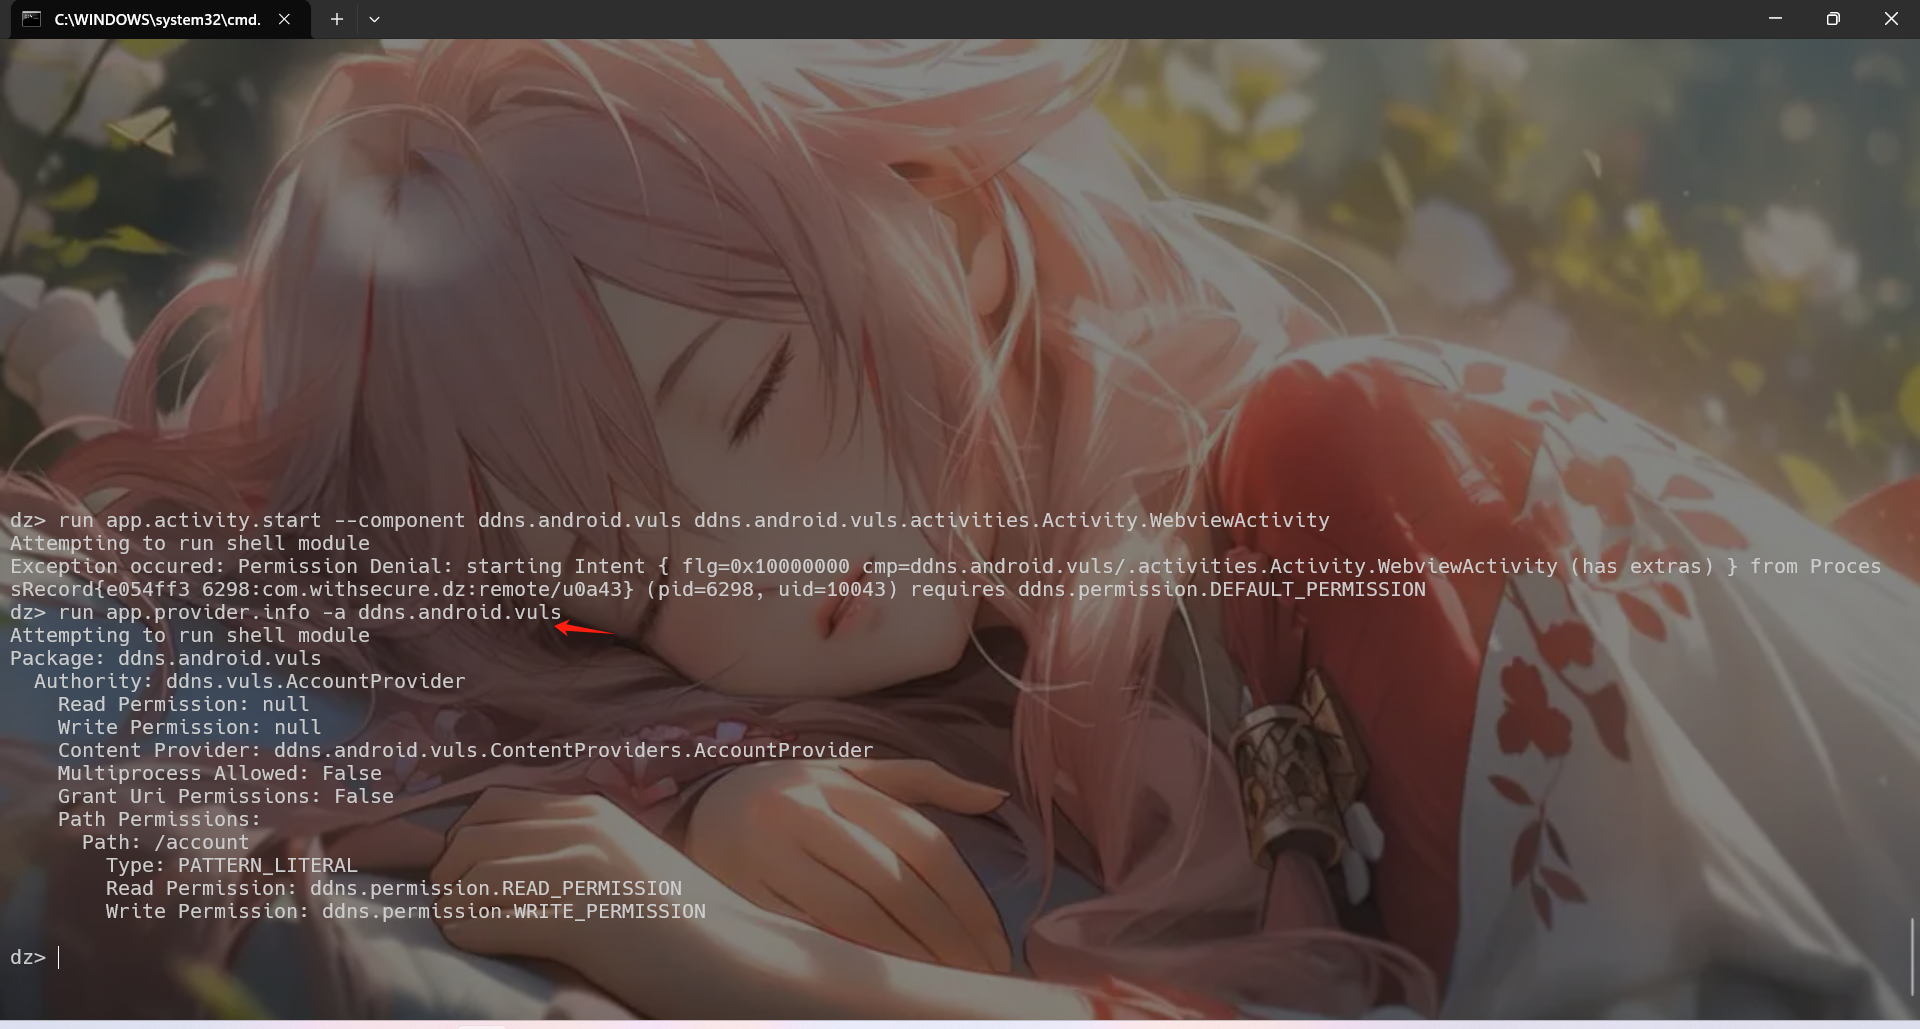 C:\WINDOWS\system32\cmd.
dz> run app.activity.start --component ddns.android.vuls ddns.android.vuls.activities.Activity.WebviewActivity
Attempting to run shell module
Exception occured: Permission Denial: starting Intent { flg=0x10000000 cmp=ddns.android.vuls/.activities.Activity.WebviewActivity (has extras) } from Proces
sRecord{e054ff3 6298:com.withsecure.dz:remote/u0a43} (pid=6298, uid=10043) requires ddns.permission.DEFAULT_PERMISSION
dz> run app.provider.info -a ddns.android.vuls
Attempting to run shell module
Package: ddns.android.vuls
  Authority: ddns.vuls.AccountProvider
    Read Permission: null
    Write Permission: null
    Content Provider: ddns.android.vuls.ContentProviders.AccountProvider
    Multiprocess Allowed: False
    Grant Uri Permissions: False
    Path Permissions:
      Path: /account
        Type: PATTERN_LITERAL
        Read Permission: ddns.permission.READ_PERMISSION
        Write Permission: ddns.permission.WRITE_PERMISSION
dz>